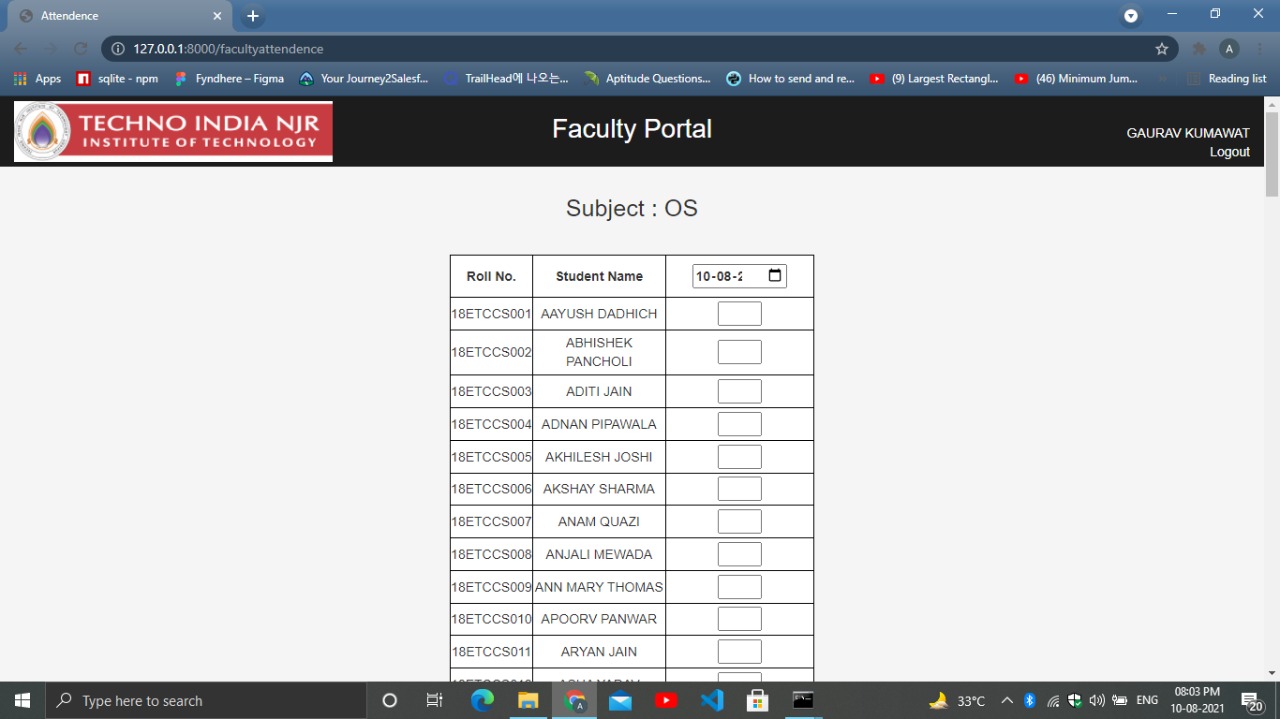 Attendence
127.0.0.1:8000/facultyattendence
A
Apps
sqlite - npm
Fyndhere – Figma
Your Journey2Salesf...
TrailHead에 나오는...
Aptitude Questions...
How to send and re...
(9) Largest Rectangl...
(46) Minimum Jum...
Reading list
TECHNO INDIA NJR
INSTITUTE OF TECHNOLOGY
Faculty Portal
GAURAV KUMAWAT
Logout
Subject : OS
Roll No. Student Name 10-08-2
18ETCCS001 AAYUSH DADHICH
18ETCCS002 ABHISHEK
PANCHOLI
18ETCCS003 ADITI JAIN
18ETCCS004 ADNAN PIPAWALA
18ETCCS005 AKHILESH JOSHI
18ETCCS006 AKSHAY SHARMA
18ETCCS007 ANAM QUAZI
18ETCCS008 ANJALI MEWADA
18ETCCS009 ANN MARY THOMAS
18ETCCS010 APOORV PANWAR
18ETCCS011 ARYAN JAIN
Type here to search
33°C
ENG
08:03 PM
10-08-2021
20